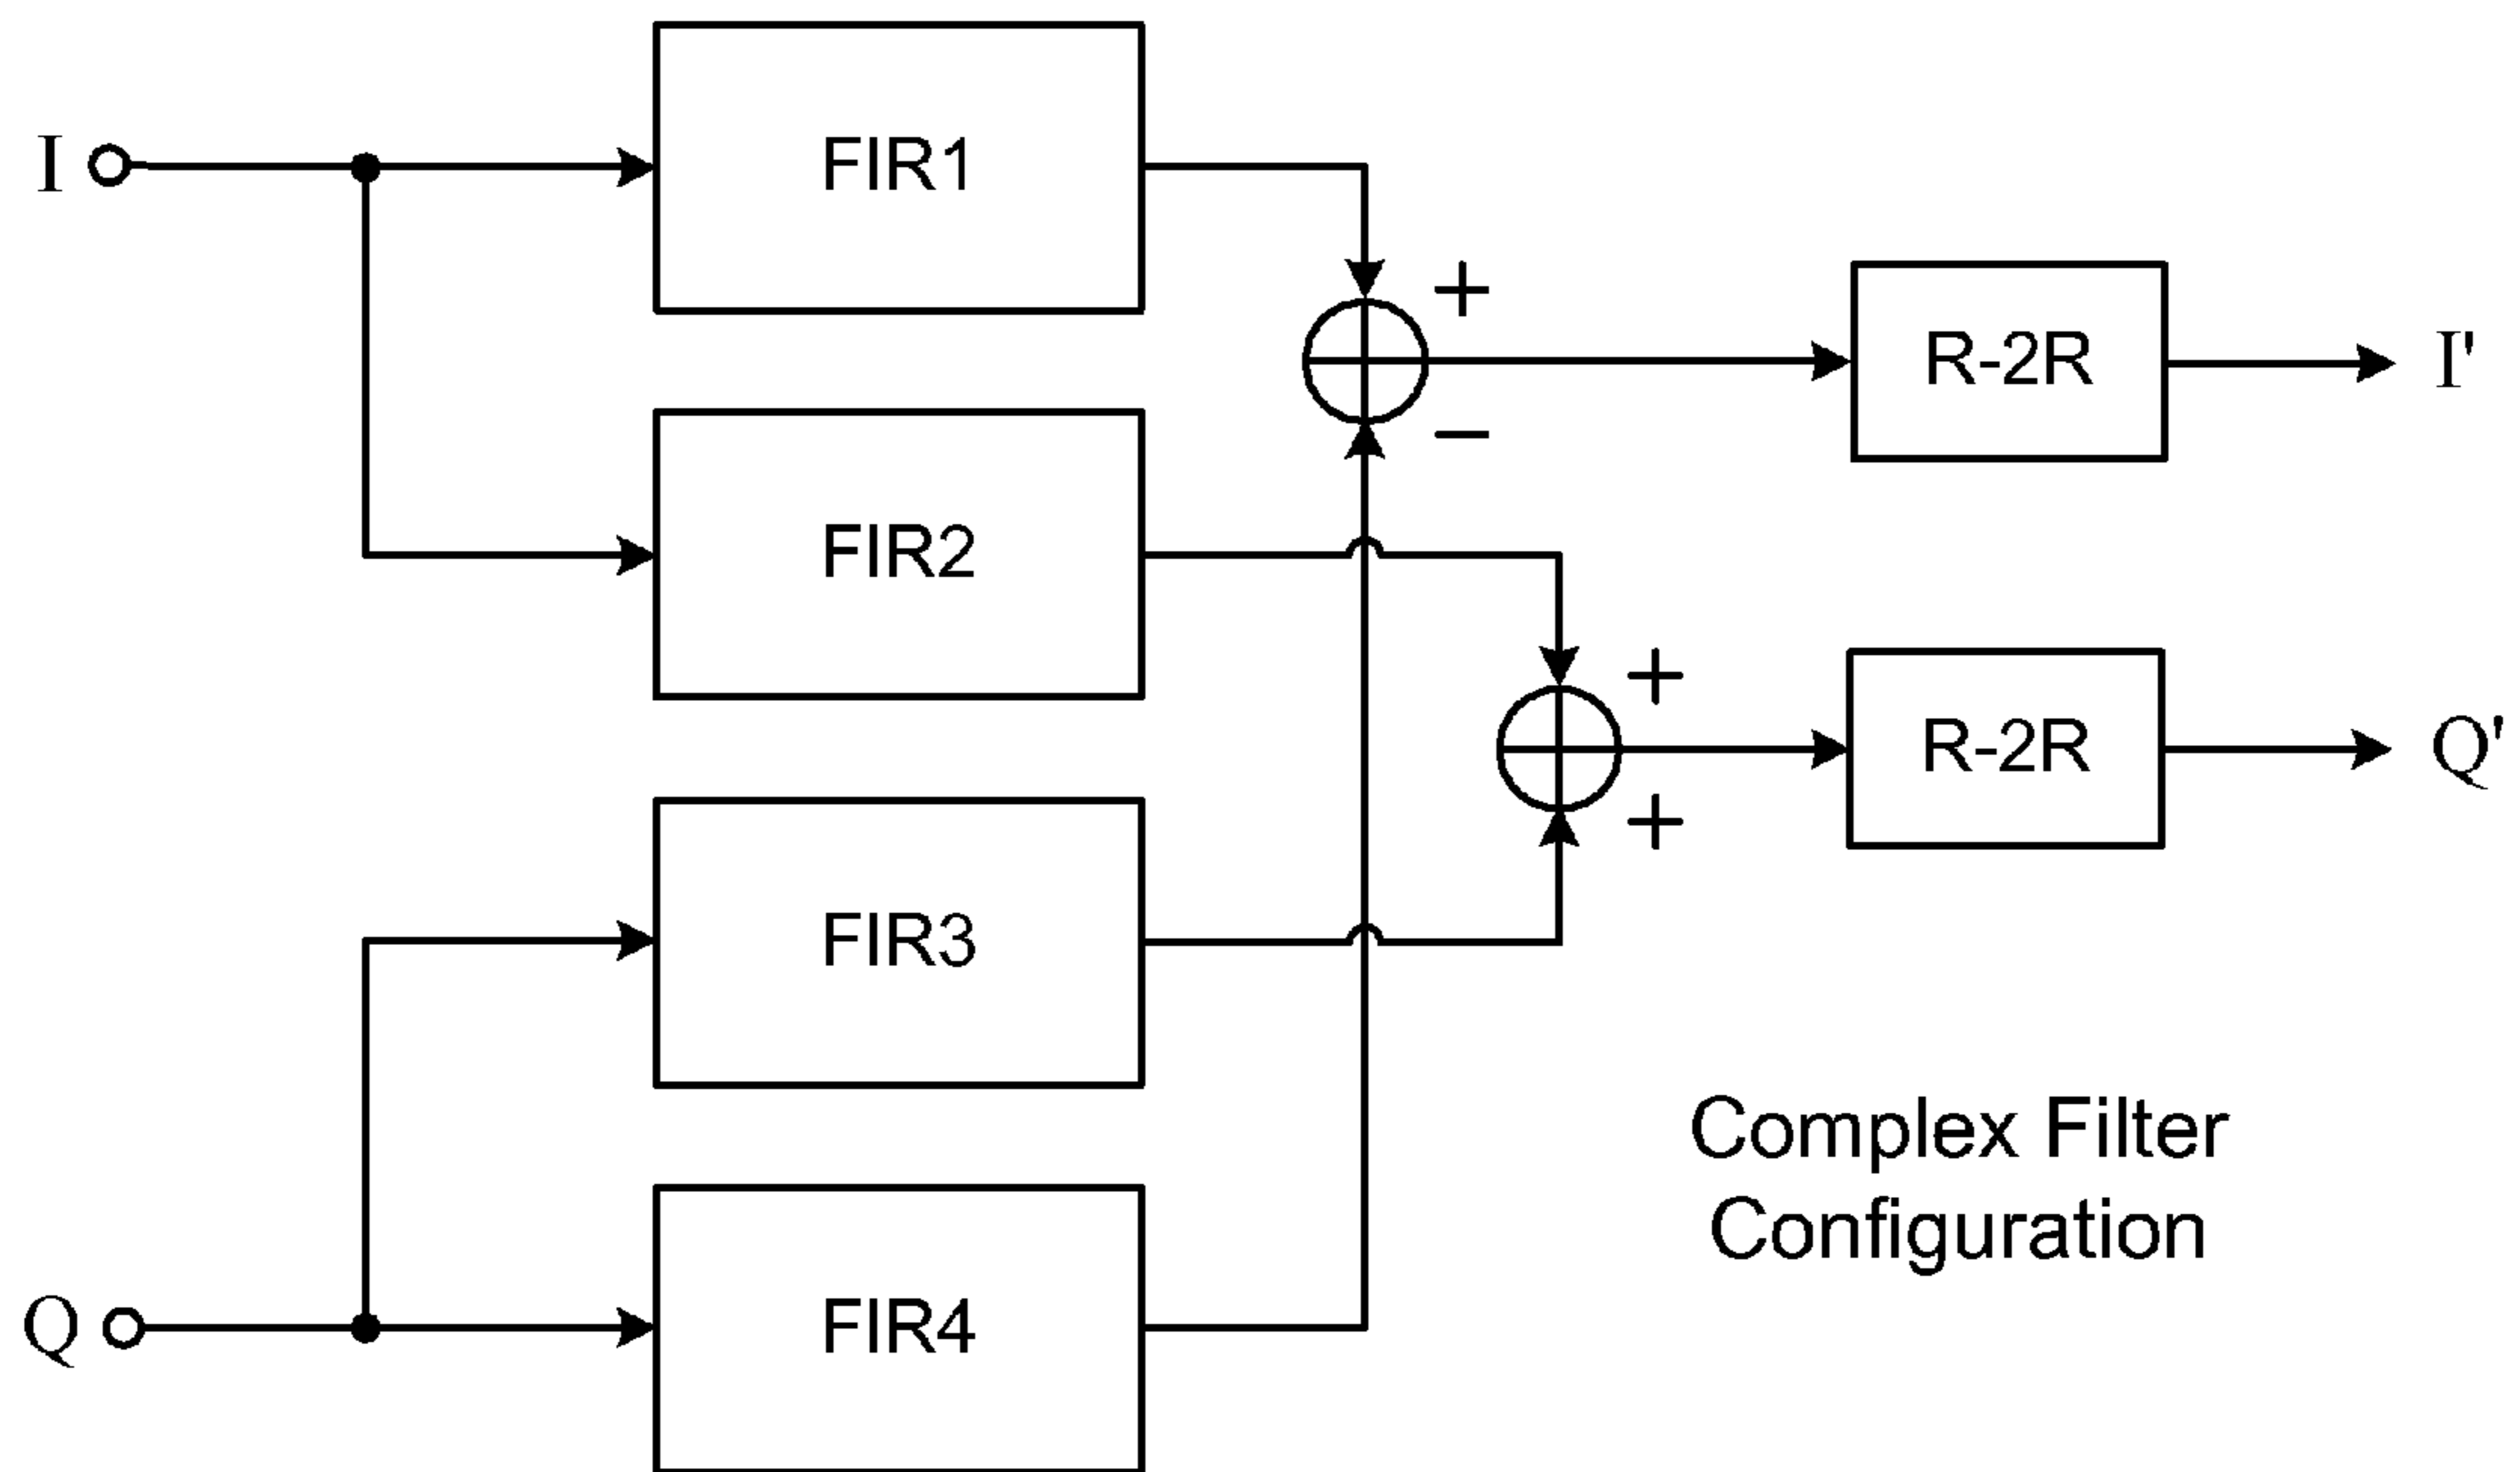 I
FIR1
+
R-2R
I'
−
FIR2
+
R-2R
Q'
+
FIR3
Complex Filter
Configuration
Q
FIR4